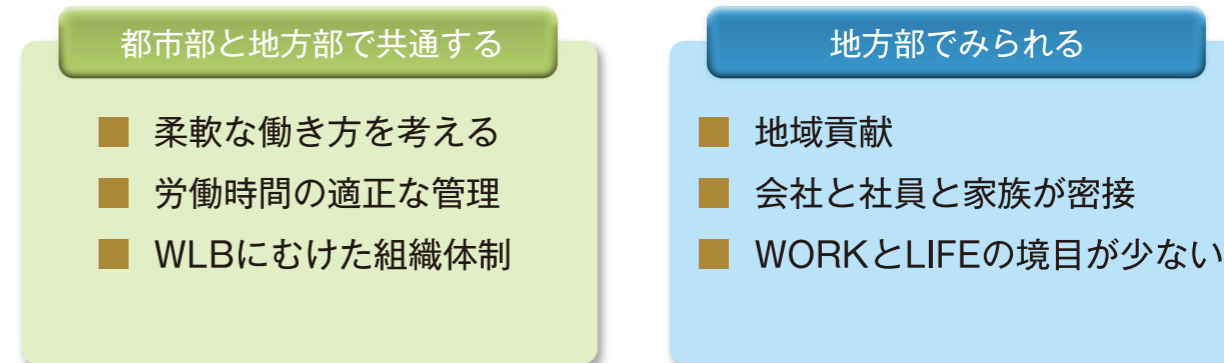 都市部と地方部で共通する
柔軟な働き方を考える
労働時間の適正な管理
WLBにむけた組織体制
地方部でみられる
地域貢献
会社と社員と家族が密接
WORKとLIFEの境目が少ない